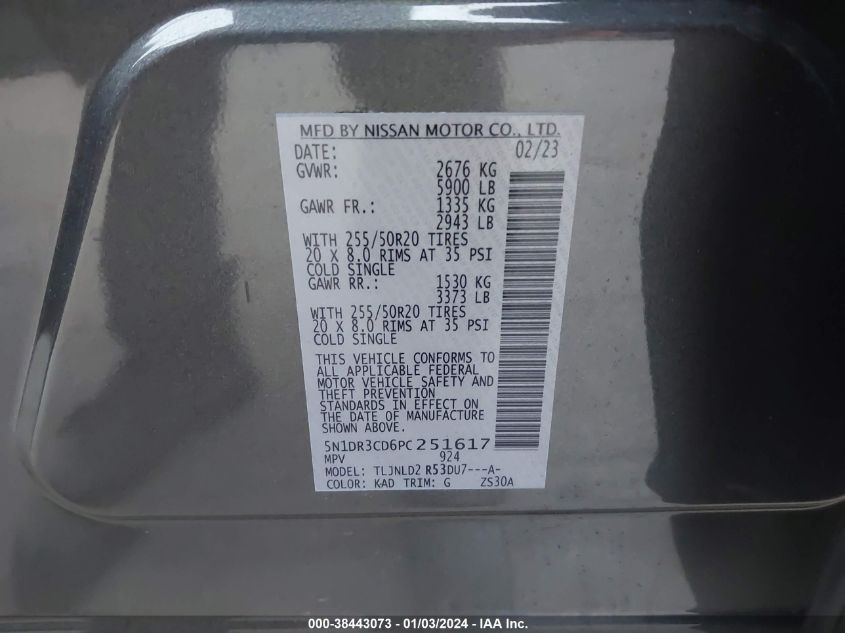 MFD BY NISSAN MOTOR CO., LTD.
DATE: 02/23
GVWR: 2676 KG
5900 LB
GAWR FR.: 1335 KG
2943 LB
WITH 255/50R20 TIRES
20 X 8.0 RIMS AT 35 PSI
COLD SINGLE
GAWR RR.: 1530 KG
3373 LB
WITH 255/50R20 TIRES
20 X 8.0 RIMS AT 35 PSI
COLD SINGLE
THIS VEHICLE CONFORMS TO
ALL APPLICABLE FEDERAL
MOTOR VEHICLE SAFETY AND
THEFT PREVENTION
STANDARDS IN EFFECT ON
THE DATE OF MANUFACTURE
SHOWN ABOVE.
5N1DR3CD6PC251617
MPV 924
MODEL: TLJNLD2 R53DU7---A-
COLOR: KAD TRIM: G ZS30A
000-38443073 - 01/03/2024 - IAA Inc.